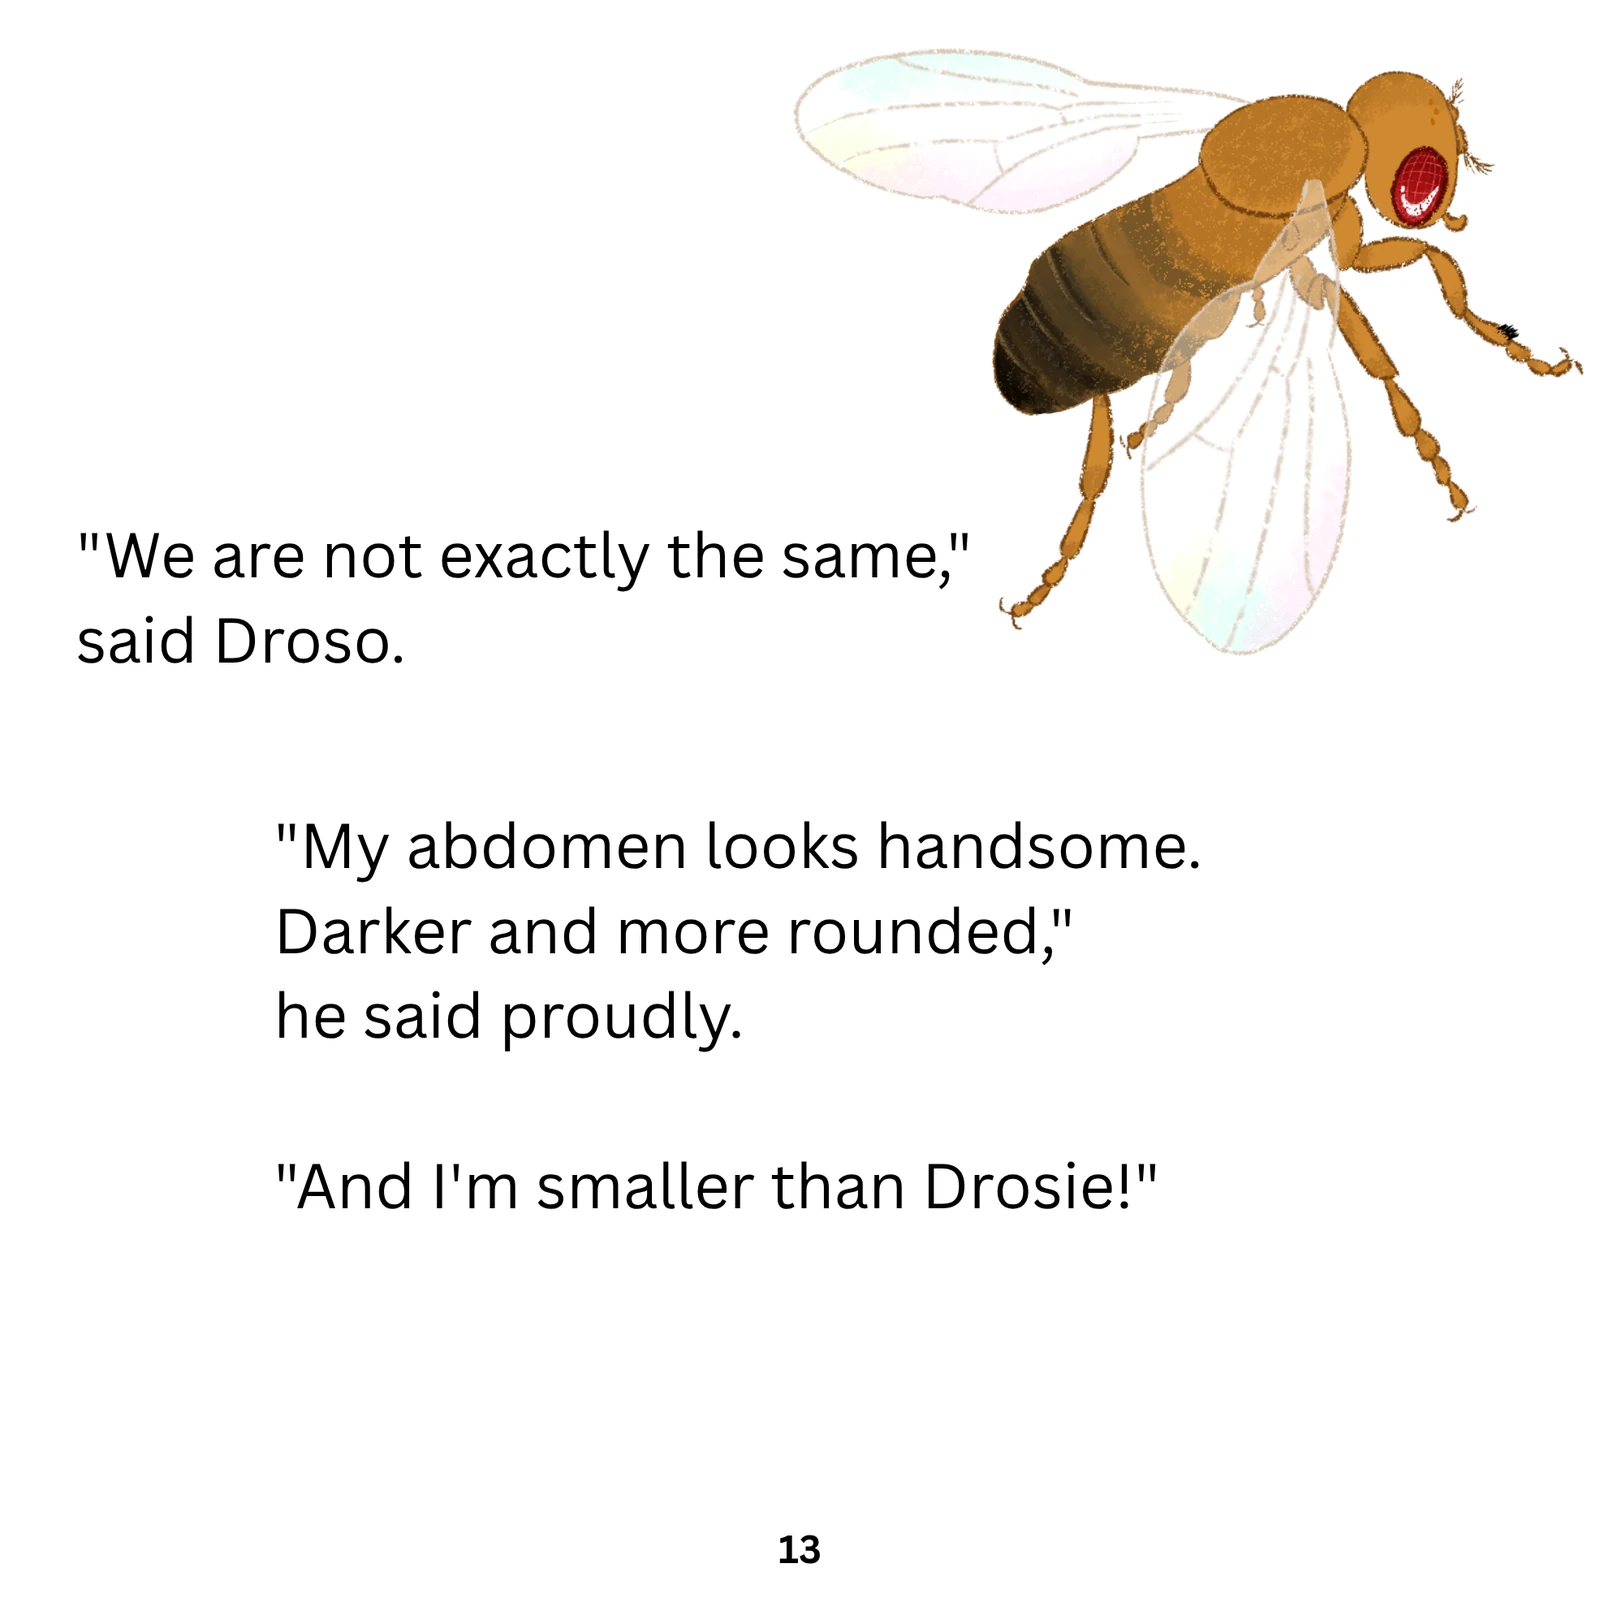 "We are not exactly the same,"
said Droso.
"My abdomen looks handsome.
Darker and more rounded,"
he said proudly.
"And I'm smaller than Drosie!"
13